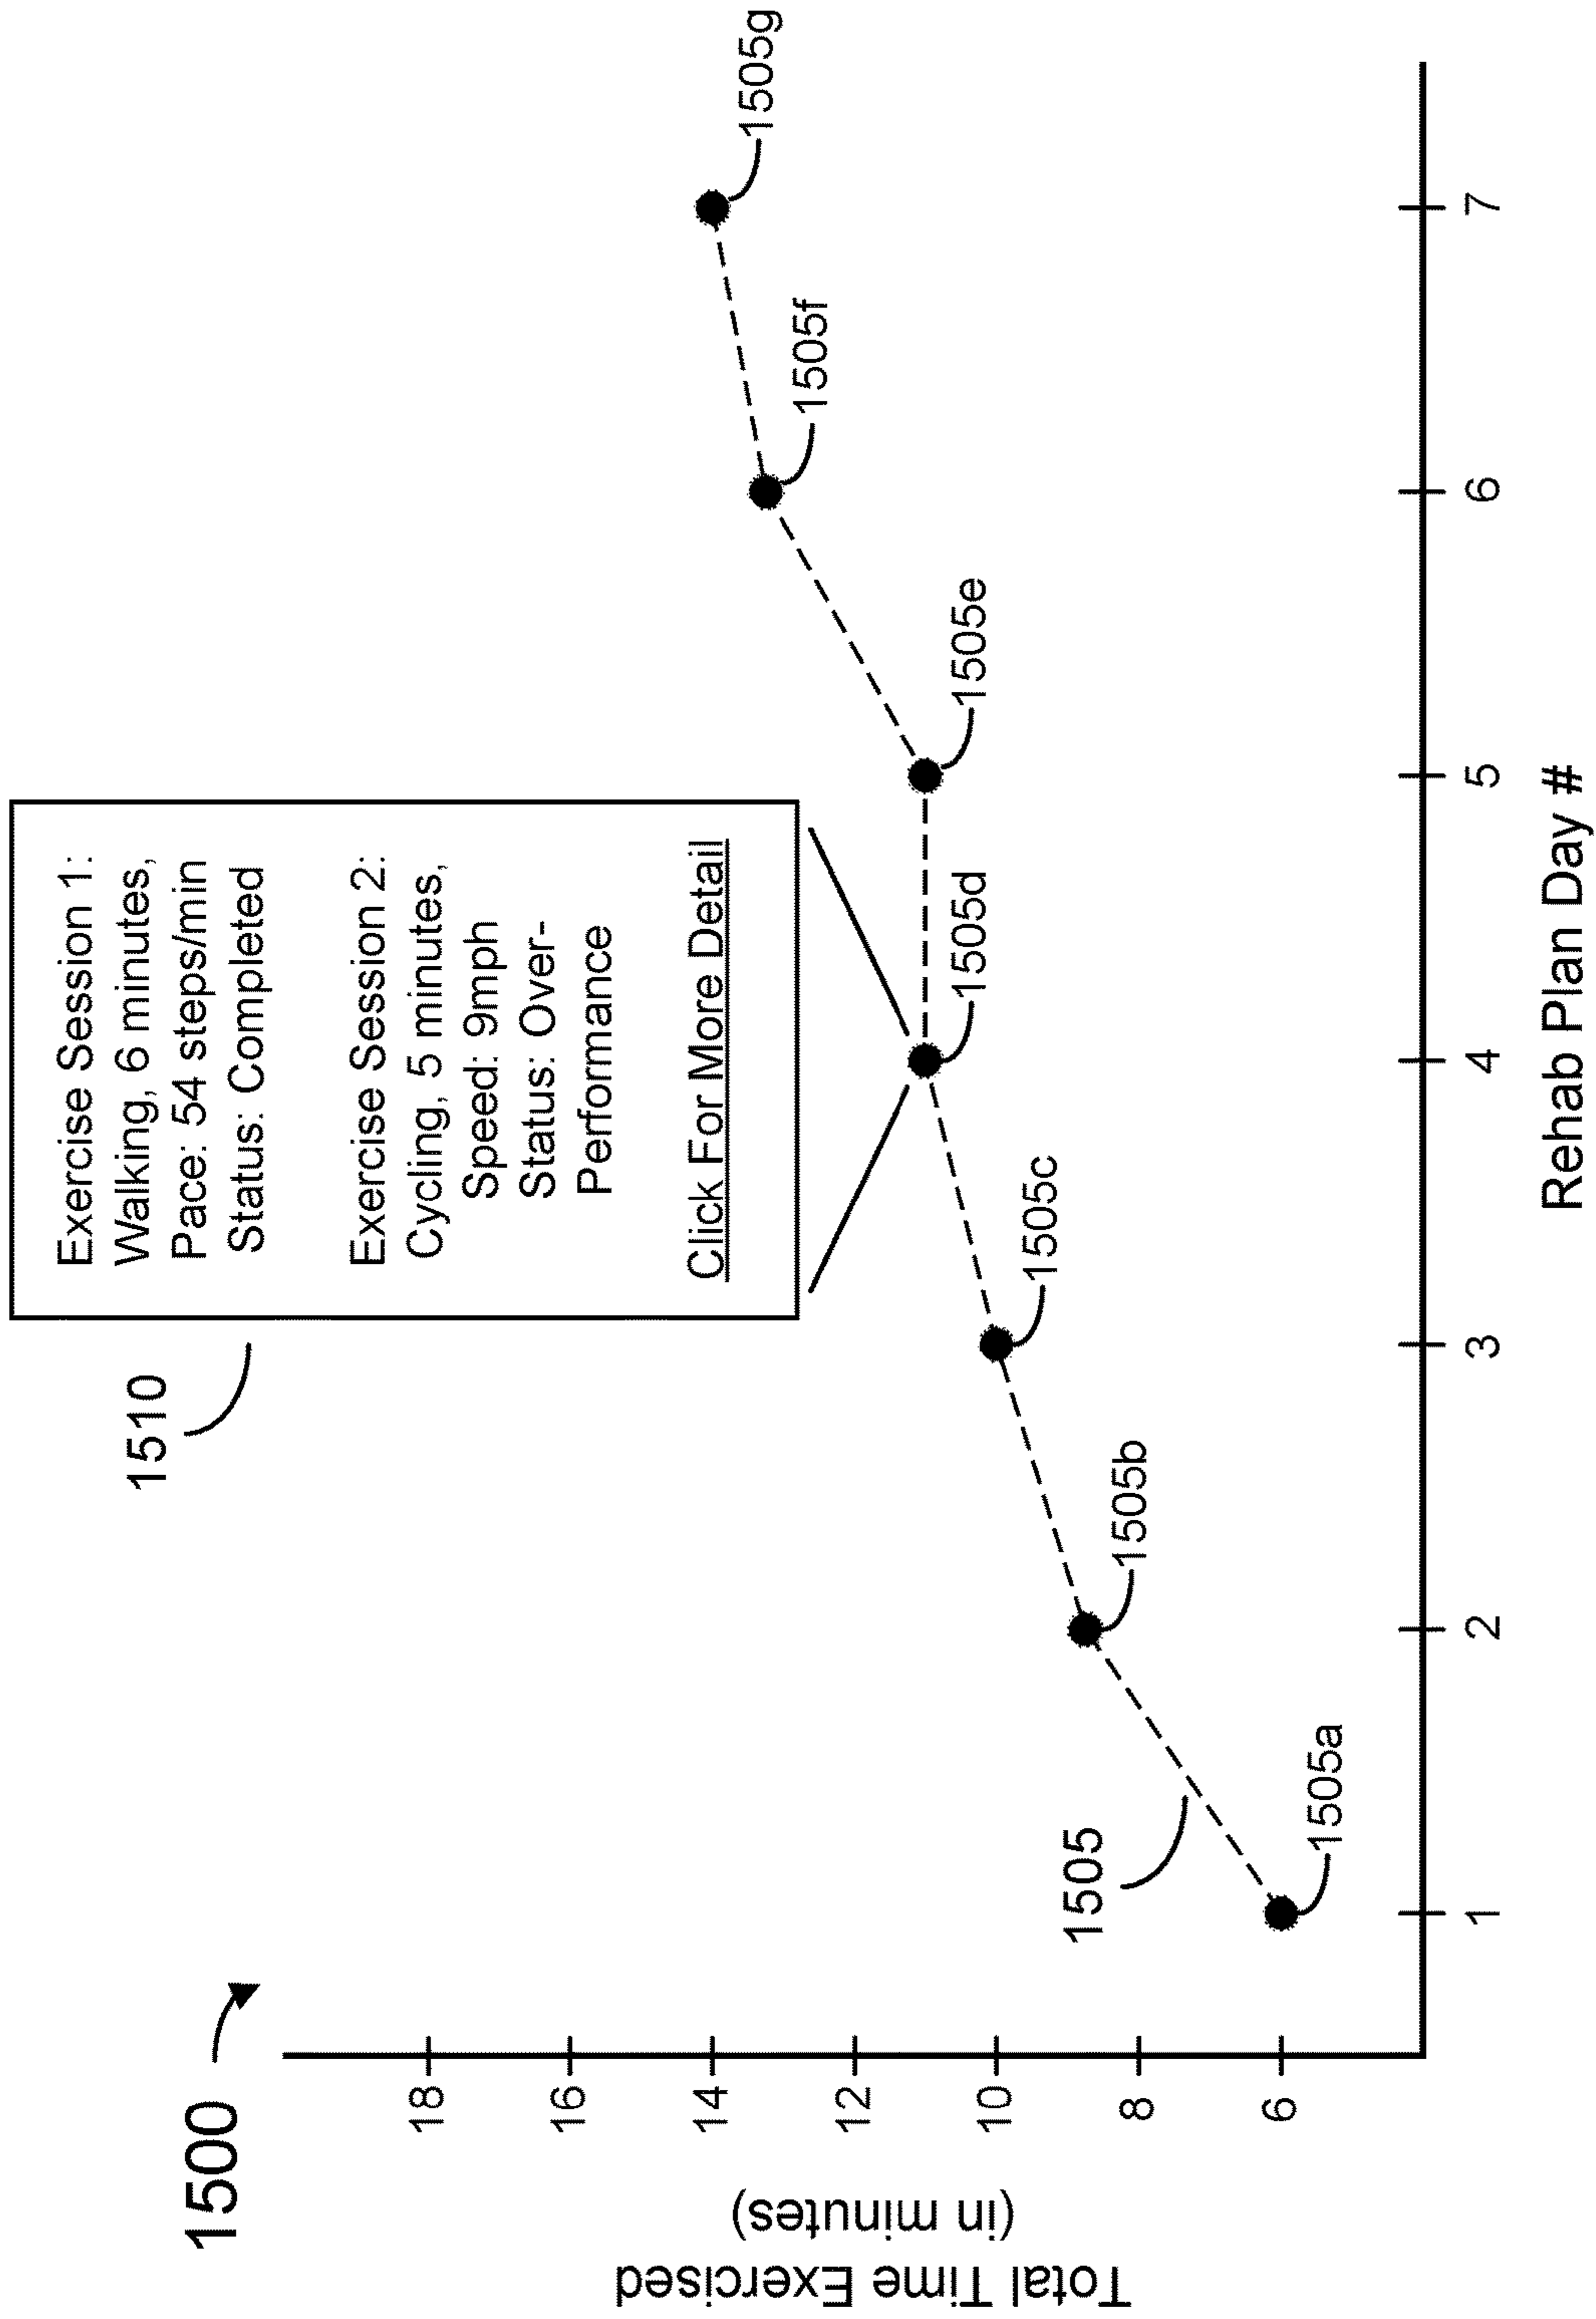 1500
1510
Exercise Session 1:
Walking, 6 minutes,
Pace: 54 steps/min
Status: Completed
Exercise Session 2:
Cycling, 5 minutes,
Speed: 9mph
Status: Over-
Performance
Click For More Detail
Total Time Exercised
(in minutes)
18
16
14
12
10
8
6
1505
1505a
1505b
1505c
1505d
1505e
1505f
1505g
1
2
3
4
5
6
7
Rehab Plan Day #